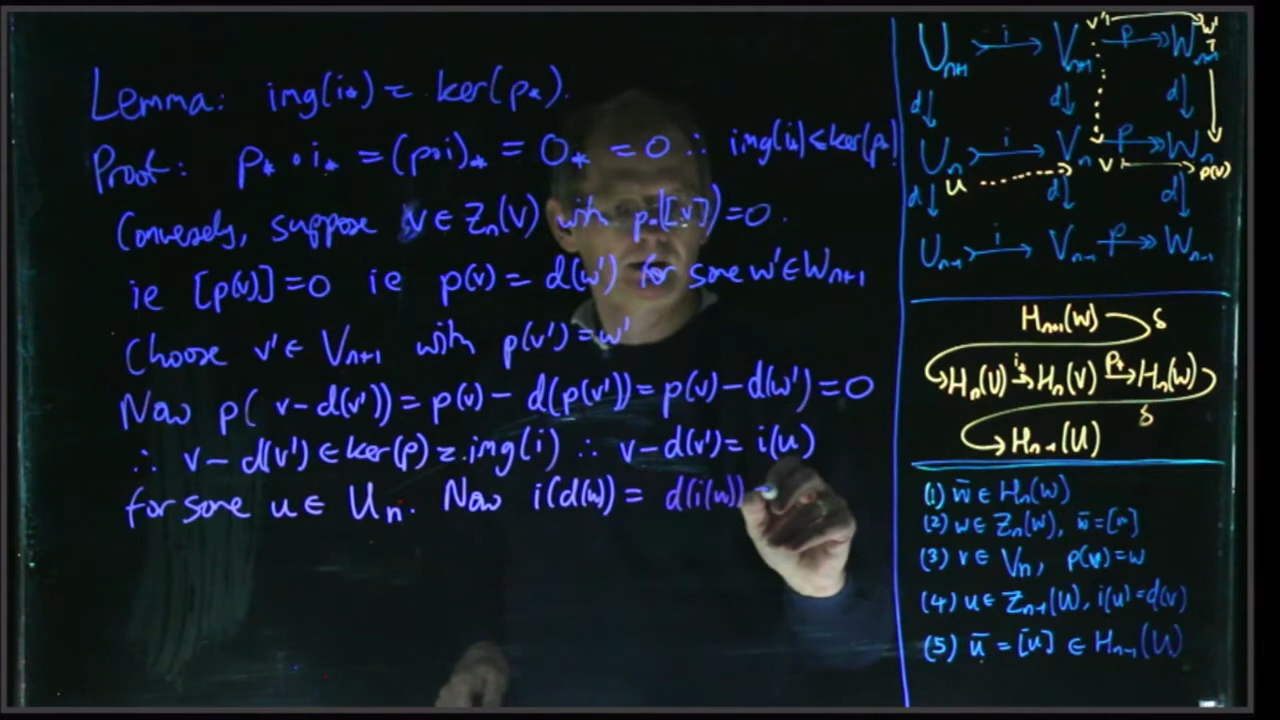 Lemma: img(i*) = ker(p*).
Proof: p* ∘ i* = (p∘i)* = 0* = 0 ∴ img(i*) ≤ ker(p*)
Conversely, suppose v ∈ Zn(V) with p*([v]) = 0.
ie [p(v)] = 0 ie p(v) = d(w') for some w' ∈ Wn+1
Choose v' ∈ Vn+1 with p(v') = w'
Now p( v-d(v')) = p(v) - d(p(v')) = p(v) - d(w') = 0
∴ v - d(v') ∈ ker(p) = img(i) ∴ v - d(v') = i(u)
for some u ∈ Un. Now i(d(u)) = d(i(u)) =
v' w'
Un+1 i Vn+1 p Wn+1
d d d
Un i Vn p Wn
u v p(v)
d d d
Un-1 i Vn-1 p Wn-1
Hn+1(W) δ
Hn(U) i* Hn(V) p* Hn(W)
δ
Hn-1(U)
(1) w̄ ∈ Hn(W)
(2) w ∈ Zn(W), w̄ = [w]
(3) v ∈ Vn, p(v) = w
(4) u ∈ Zn-1(U), i(u) = d(v)
(5) ū = [u] ∈ Hn-1(U)